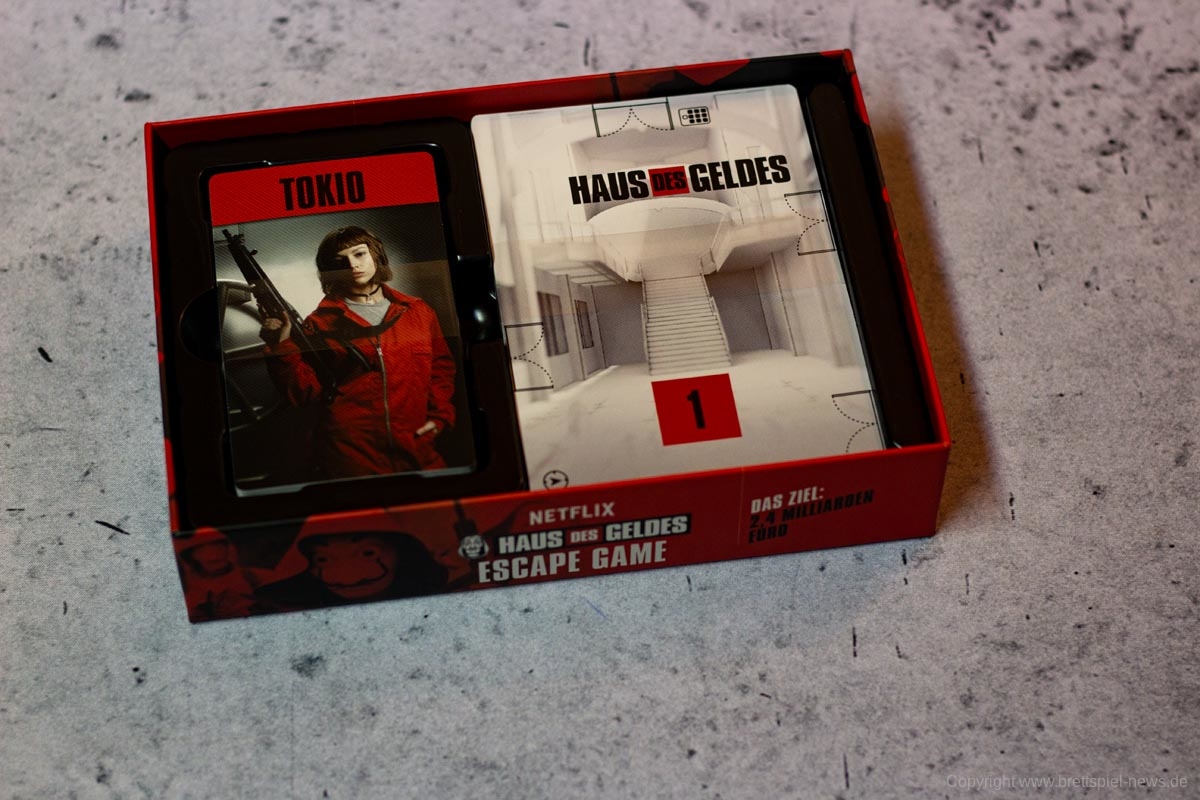 TOKIO
HAUS DES GELDES
1
NETFLIX
HAUS DES GELDES
ESCAPE GAME
DAS ZIEL:
2,4 MILLIARDEN
EURO
Copyright www.brettspiel-news.de